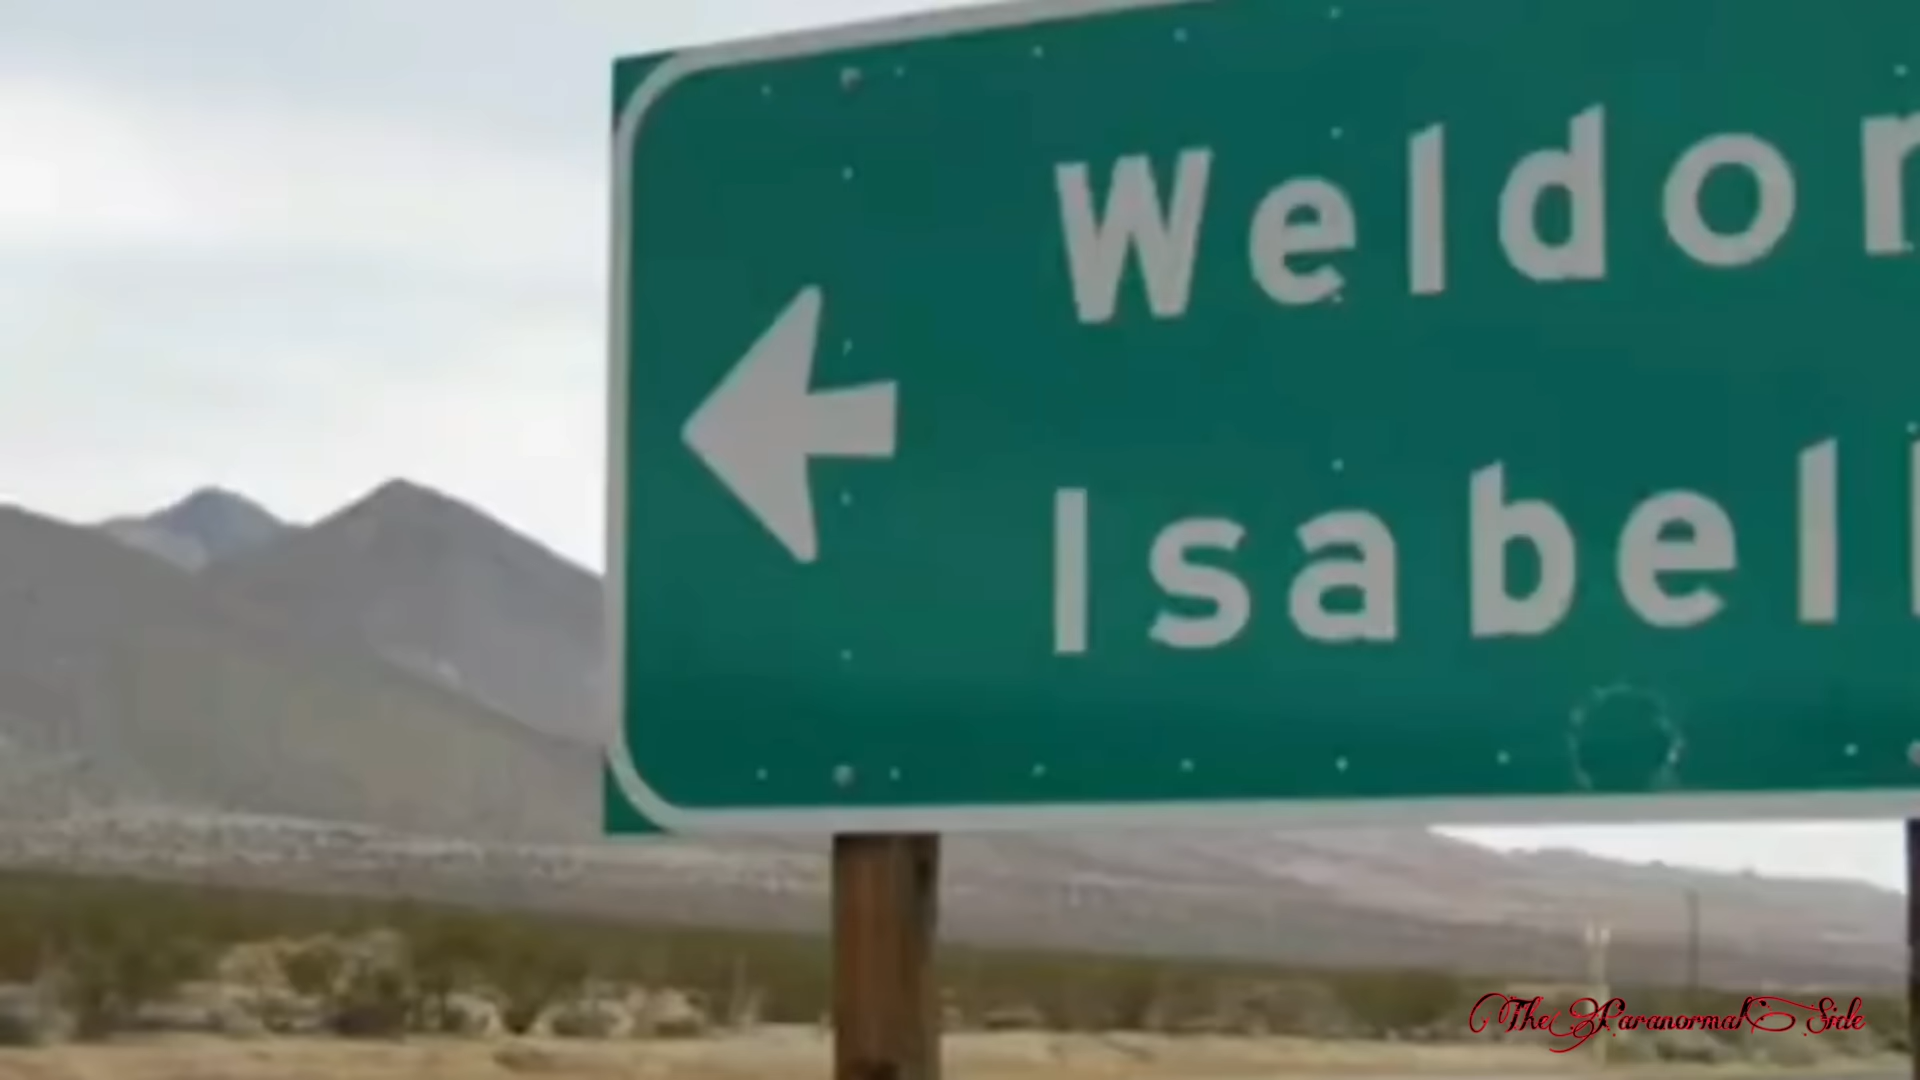 Weldon
Isabell
The Paranormal Side